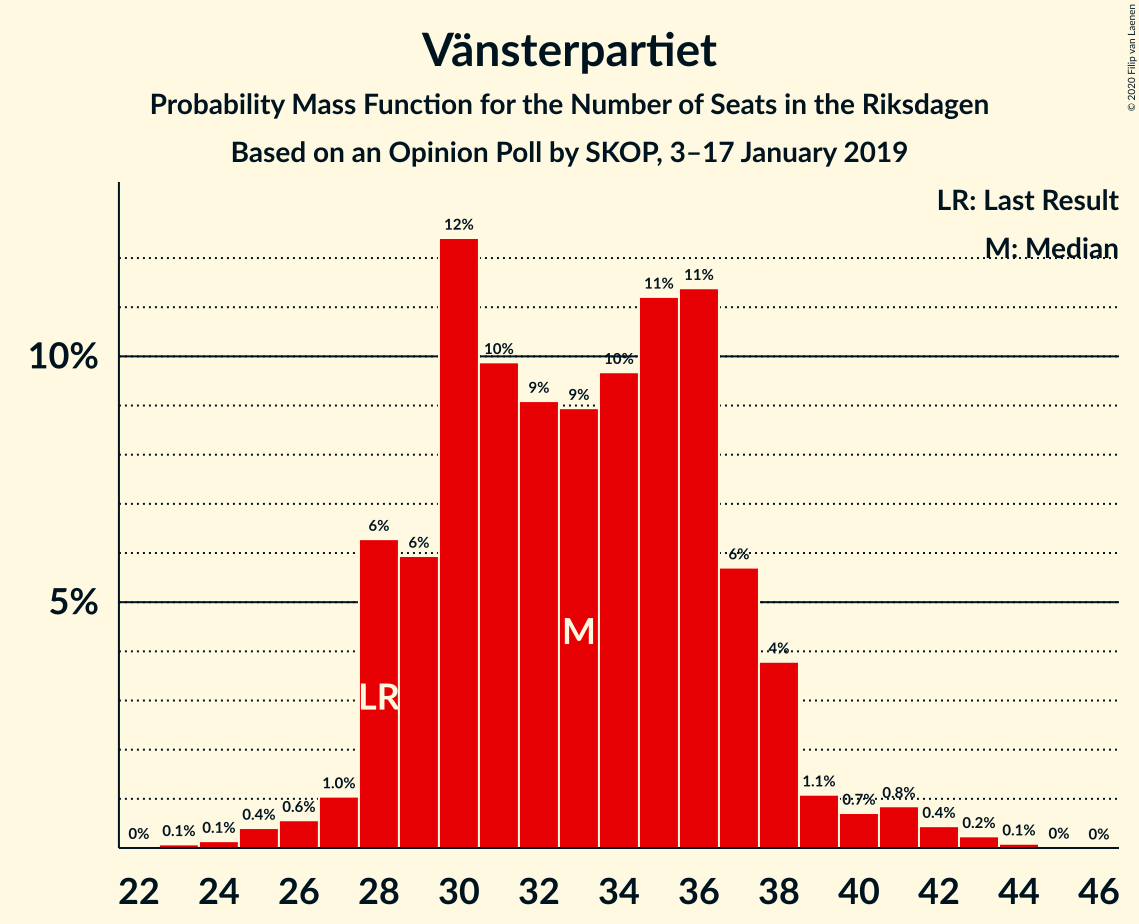 © 2020 Filip van Laenen
Vänsterpartiet
Probability Mass Function for the Number of Seats in the Riksdagen
Based on an Opinion Poll by SKOP, 3–17 January 2019
LR: Last Result
M: Median
10%
5%
0% 0.1% 0.1% 0.4% 0.6% 1.0% 6% 6% 12% 10% 9% 9% 10% 11% 11% 6% 4% 1.1% 0.7% 0.8% 0.4% 0.2% 0.1% 0% 0%
LR M
22 24 26 28 30 32 34 36 38 40 42 44 46